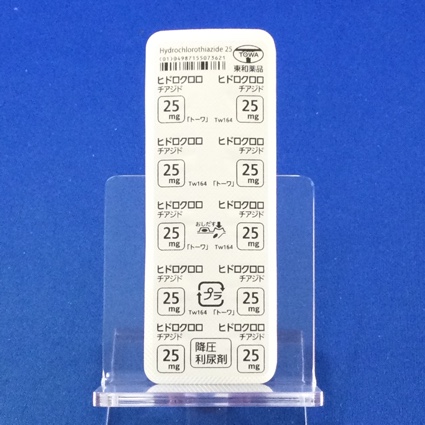 Hydrochlorothiazide 25
(01)04987155073621
TOWA
東和薬品
ヒドロクロロ ヒドロクロロ
チアジド チアジド
25 mg 25 mg
「トーワ」 Tw164
ヒドロクロロ ヒドロクロロ
チアジド チアジド
25 mg 25 mg
Tw164 「トーワ」
ヒドロクロロ ヒドロクロロ
チアジド チアジド
おしだす
25 mg 25 mg
「トーワ」 Tw164
ヒドロクロロ ヒドロクロロ
チアジド チアジド
25 mg プラ 25 mg
Tw164 「トーワ」
ヒドロクロロ ヒドロクロロ
チアジド チアジド
25 mg 降圧 25 mg
利尿剤